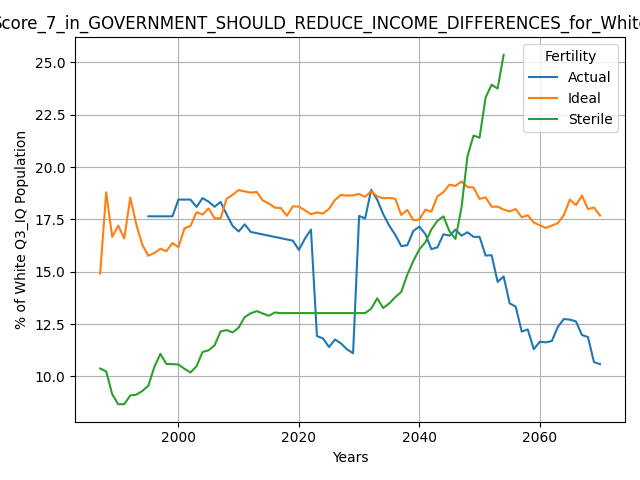 Score_7_in_GOVERNMENT_SHOULD_REDUCE_INCOME_DIFFERENCES_for_White
Fertility
Actual
Ideal
Sterile
25.0
22.5
20.0
17.5
15.0
12.5
10.0
% of White Q3_IQ Population
2000 2020 2040 2060
Years